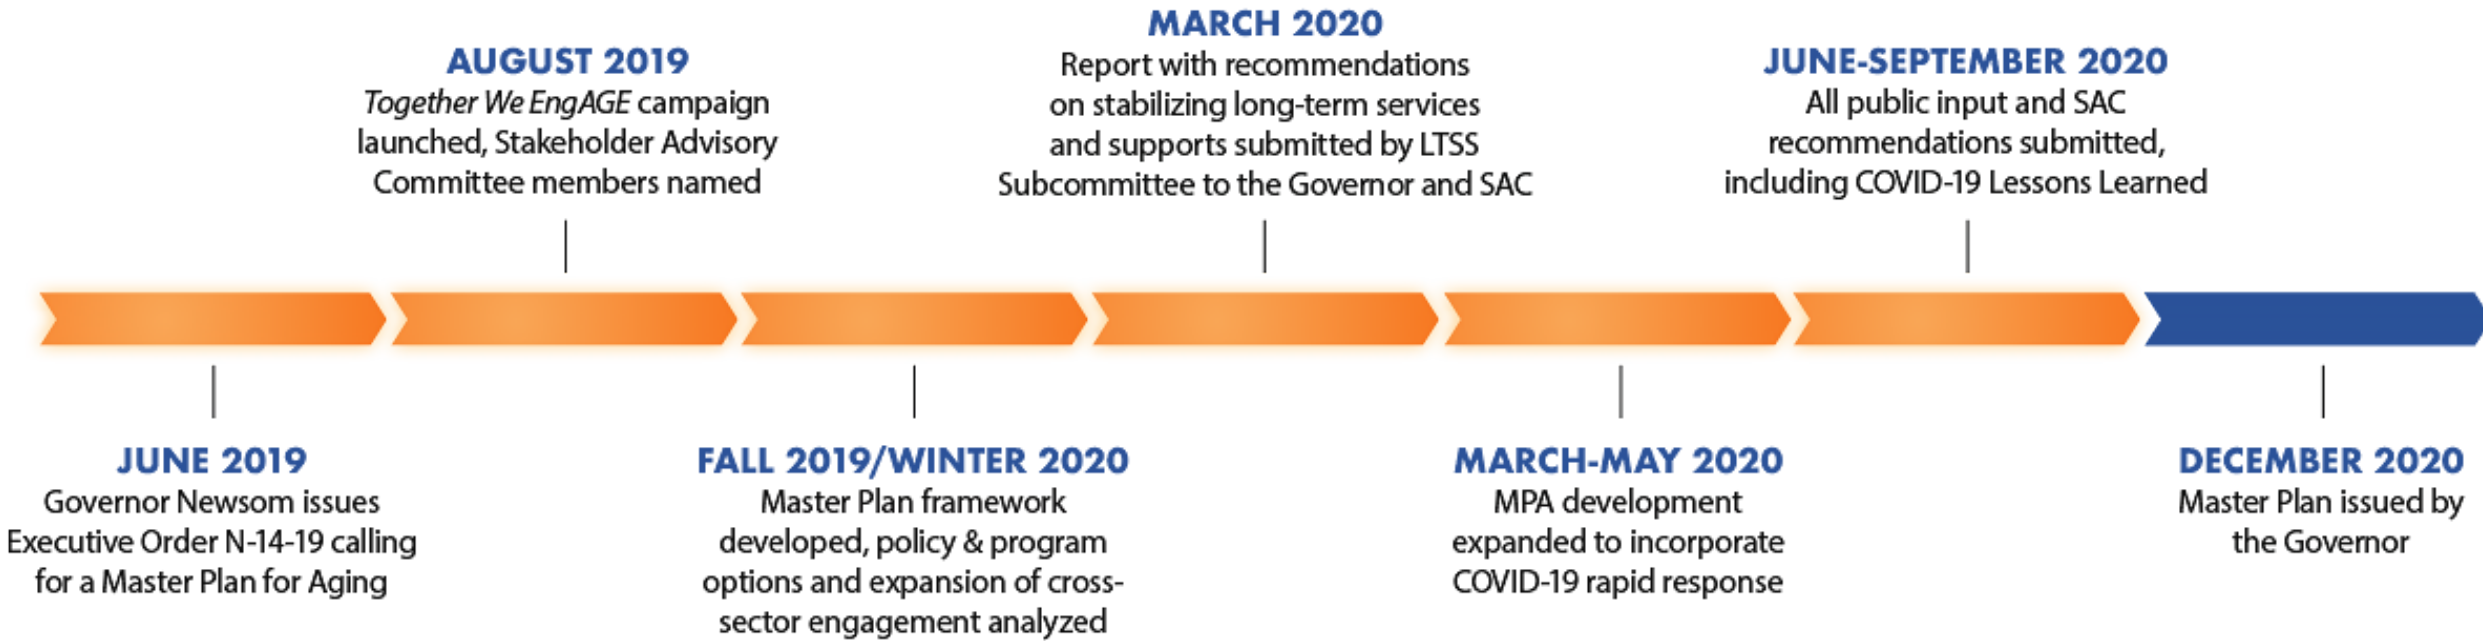 JUNE 2019
Governor Newsom issues
Executive Order N-14-19 calling
for a Master Plan for Aging
AUGUST 2019
Together We EngAGE campaign
launched, Stakeholder Advisory
Committee members named
FALL 2019/WINTER 2020
Master Plan framework
developed, policy & program
options and expansion of cross-
sector engagement analyzed
MARCH 2020
Report with recommendations
on stabilizing long-term services
and supports submitted by LTSS
Subcommittee to the Governor and SAC
MARCH-MAY 2020
MPA development
expanded to incorporate
COVID-19 rapid response
JUNE-SEPTEMBER 2020
All public input and SAC
recommendations submitted,
including COVID-19 Lessons Learned
DECEMBER 2020
Master Plan issued by
the Governor